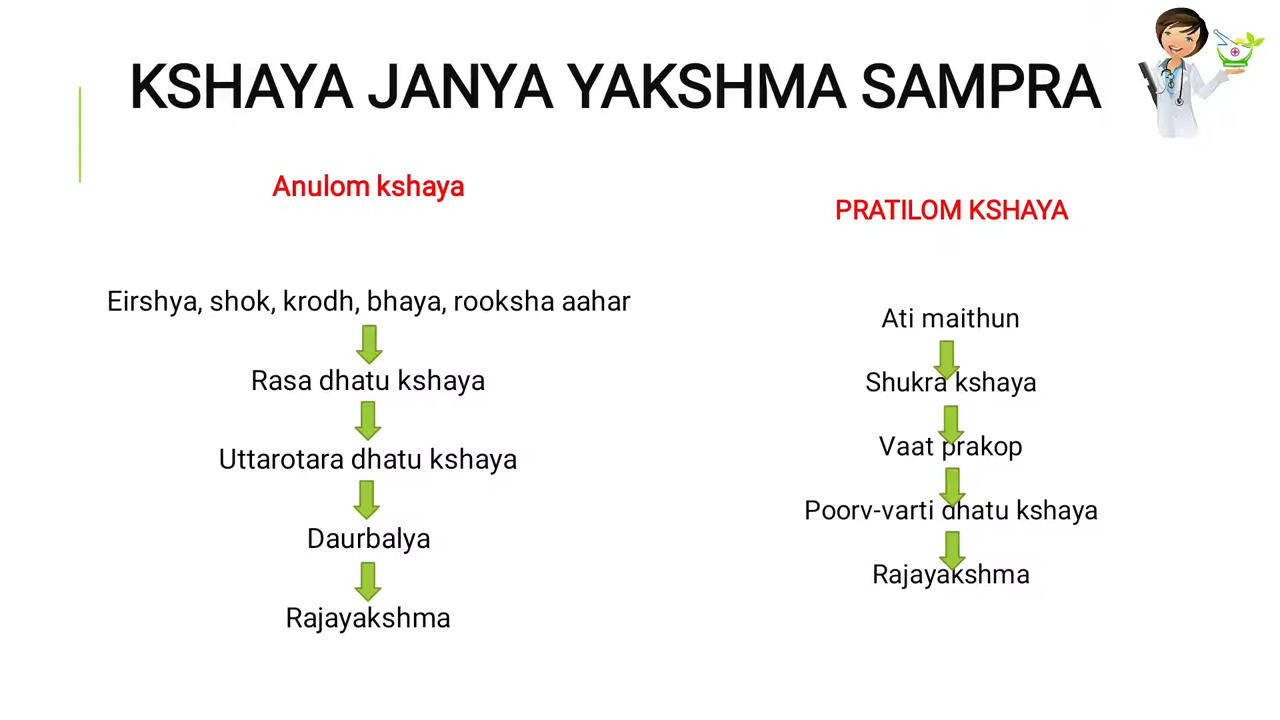 KSHAYA JANYA YAKSHMA SAMPRA
Anulom kshaya
Eirshya, shok, krodh, bhaya, rooksha aahar
Rasa dhatu kshaya
Uttarotara dhatu kshaya
Daurbalya
Rajayakshma
PRATILOM KSHAYA
Ati maithun
Shukra kshaya
Vaat prakop
Poorv-varti dhatu kshaya
Rajayakshma